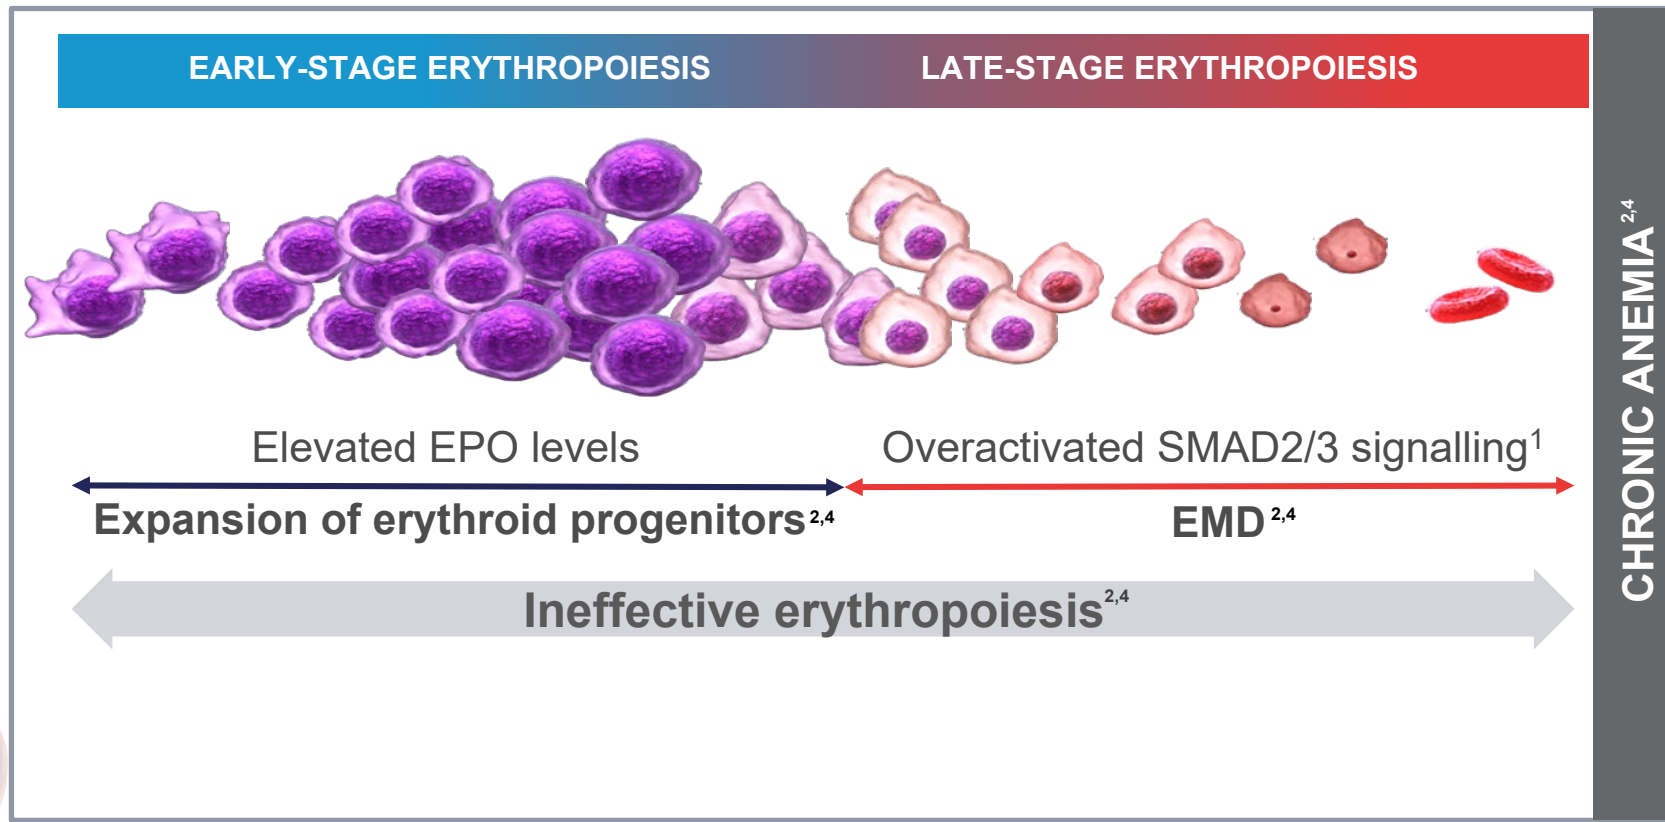 EARLY-STAGE ERYTHROPOIESIS
LATE-STAGE ERYTHROPOIESIS
Elevated EPO levels
Overactivated SMAD2/3 signalling1
Expansion of erythroid progenitors2,4
EMD2,4
Ineffective erythropoiesis2,4
CHRONIC ANEMIA2,4